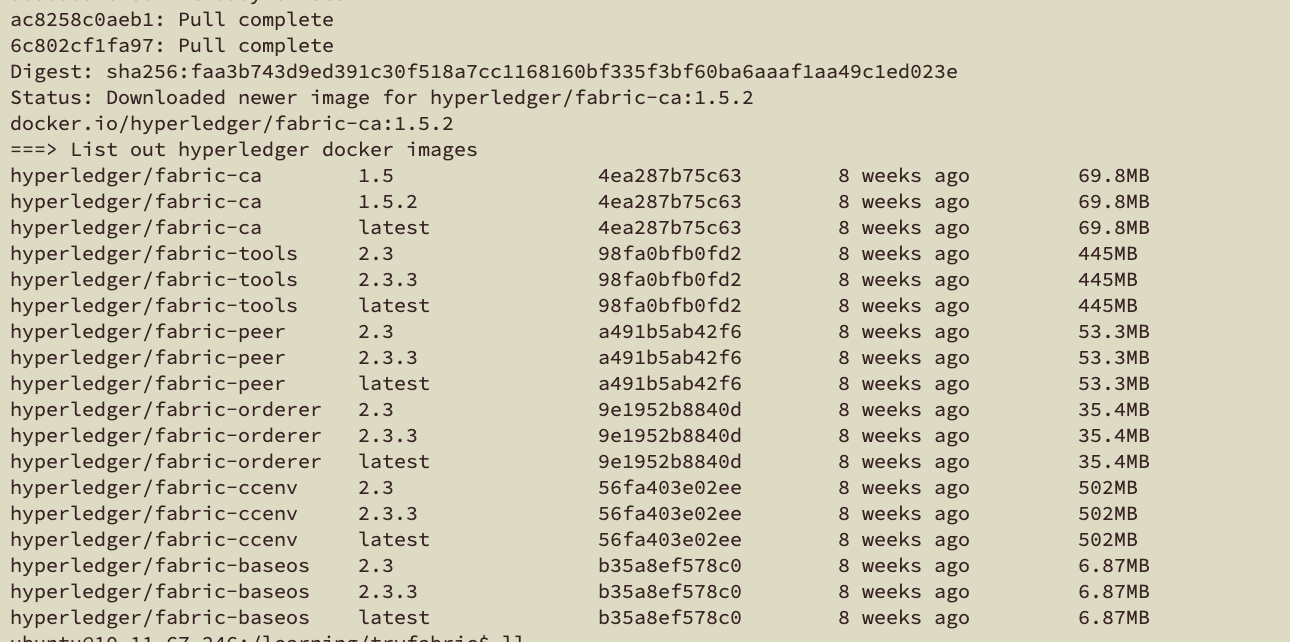 ac8258c0aeb1: Pull complete
6c802cf1fa97: Pull complete
Digest: sha256:faa3b743d9ed391c30f518a7cc1168160bf335f3bf60ba6aaaf1aa49c1ed023e
Status: Downloaded newer image for hyperledger/fabric-ca:1.5.2
docker.io/hyperledger/fabric-ca:1.5.2
===> List out hyperledger docker images
hyperledger/fabric-ca 1.5 4ea287b75c63 8 weeks ago 69.8MB
hyperledger/fabric-ca 1.5.2 4ea287b75c63 8 weeks ago 69.8MB
hyperledger/fabric-ca latest 4ea287b75c63 8 weeks ago 69.8MB
hyperledger/fabric-tools 2.3 98fa0bfb0fd2 8 weeks ago 445MB
hyperledger/fabric-tools 2.3.3 98fa0bfb0fd2 8 weeks ago 445MB
hyperledger/fabric-tools latest 98fa0bfb0fd2 8 weeks ago 445MB
hyperledger/fabric-peer 2.3 a491b5ab42f6 8 weeks ago 53.3MB
hyperledger/fabric-peer 2.3.3 a491b5ab42f6 8 weeks ago 53.3MB
hyperledger/fabric-peer latest a491b5ab42f6 8 weeks ago 53.3MB
hyperledger/fabric-orderer 2.3 9e1952b8840d 8 weeks ago 35.4MB
hyperledger/fabric-orderer 2.3.3 9e1952b8840d 8 weeks ago 35.4MB
hyperledger/fabric-orderer latest 9e1952b8840d 8 weeks ago 35.4MB
hyperledger/fabric-ccenv 2.3 56fa403e02ee 8 weeks ago 502MB
hyperledger/fabric-ccenv 2.3.3 56fa403e02ee 8 weeks ago 502MB
hyperledger/fabric-ccenv latest 56fa403e02ee 8 weeks ago 502MB
hyperledger/fabric-baseos 2.3 b35a8ef578c0 8 weeks ago 6.87MB
hyperledger/fabric-baseos 2.3.3 b35a8ef578c0 8 weeks ago 6.87MB
hyperledger/fabric-baseos latest b35a8ef578c0 8 weeks ago 6.87MB